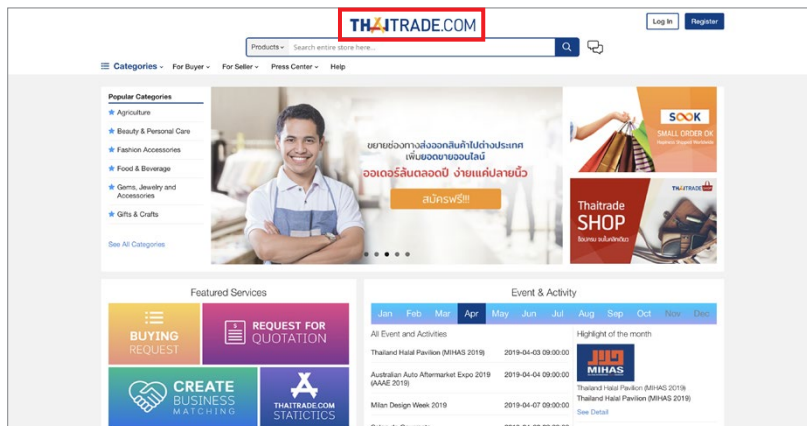 THAITRADE.COM
Log In Register
Products Search entire store here...
Categories For Buyer For Seller Press Center Help
Popular Categories
Agriculture
Beauty & Personal Care
Fashion Accessories
Food & Beverage
Gems, Jewelry and
Accessories
Gifts & Crafts
See All Categories
ขยายช่องทางส่งออกสินค้าไปต่างประเทศ
เพิ่มยอดขายออนไลน์
ออเดอร์ล้นตลอดปี ง่ายแค่ปลายนิ้ว
สมัครฟรี!!!
SOOK
SMALL ORDER OK
THAITRADE
Thaitrade
SHOP
Featured Services
BUYING
REQUEST
REQUEST FOR
QUOTATION
CREATE
BUSINESS
MATCHING
THAITRADE.COM
STATICTICS
Event & Activity
Jan Feb Mar Apr May Jun Jul Aug Sep Oct Nov Dec
All Event and Activities
Thailand Halal Pavilion (MIHAS 2019) 2019-04-03 09:00:00
Australian Auto Aftermarket Expo 2019 2019-04-04 09:00:00
(AAAE 2019)
Milan Design Week 2019 2019-04-07 09:00:00
Highlight of the month
MIHAS
Thailand Halal Pavilion (MIHAS 2019)
Thailand Halal Pavilion (MIHAS 2019)
See Detail